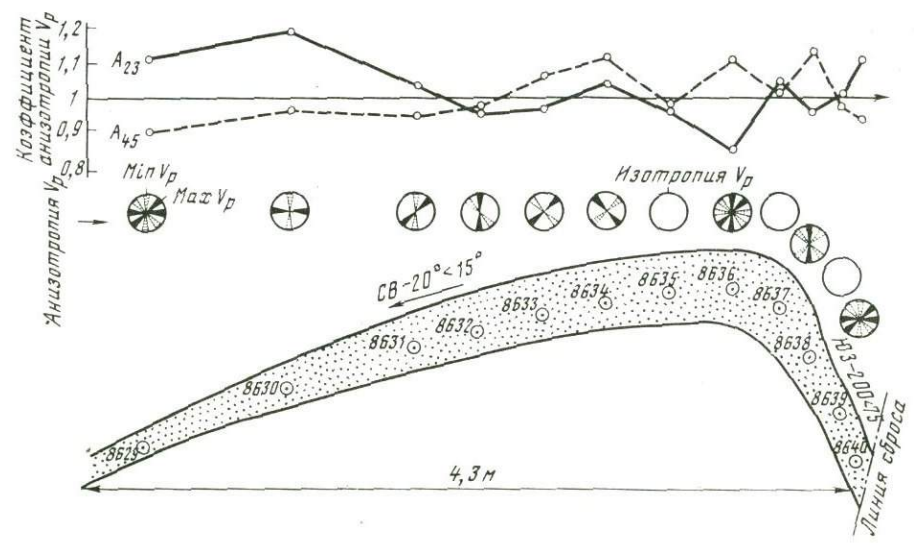 Коэффициент
анизотропии Vp
1,2
1,1
1
0,9
0,8
A23
A45
Анизотропия Vp
Min Vp
Max Vp
Изотропия Vp
СВ-20°<15°
8629
8630
8631
8632
8633
8634
8635
8636
8637
8638
8639
8640
ЮЗ-200<75
Линия сброса
4,3 м